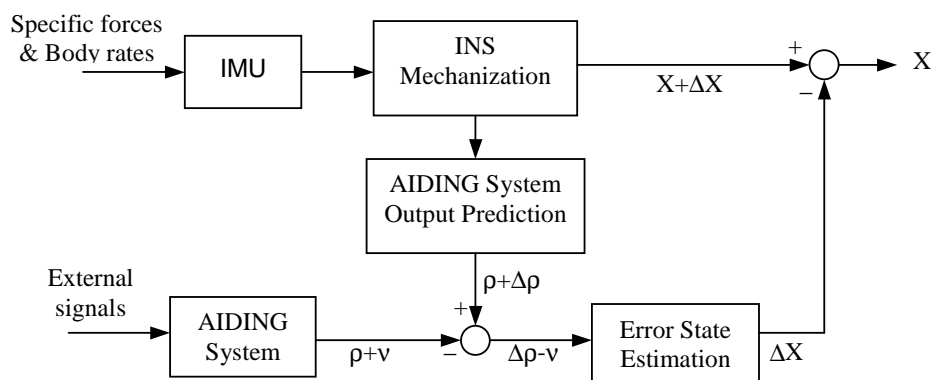 Specific forces
& Body rates
IMU
INS
Mechanization
X+ΔX
+
−
X
AIDING System
Output Prediction
ρ+Δρ
+
−
External
signals
AIDING
System
ρ+ν
Δρ-ν
Error State
Estimation
ΔX